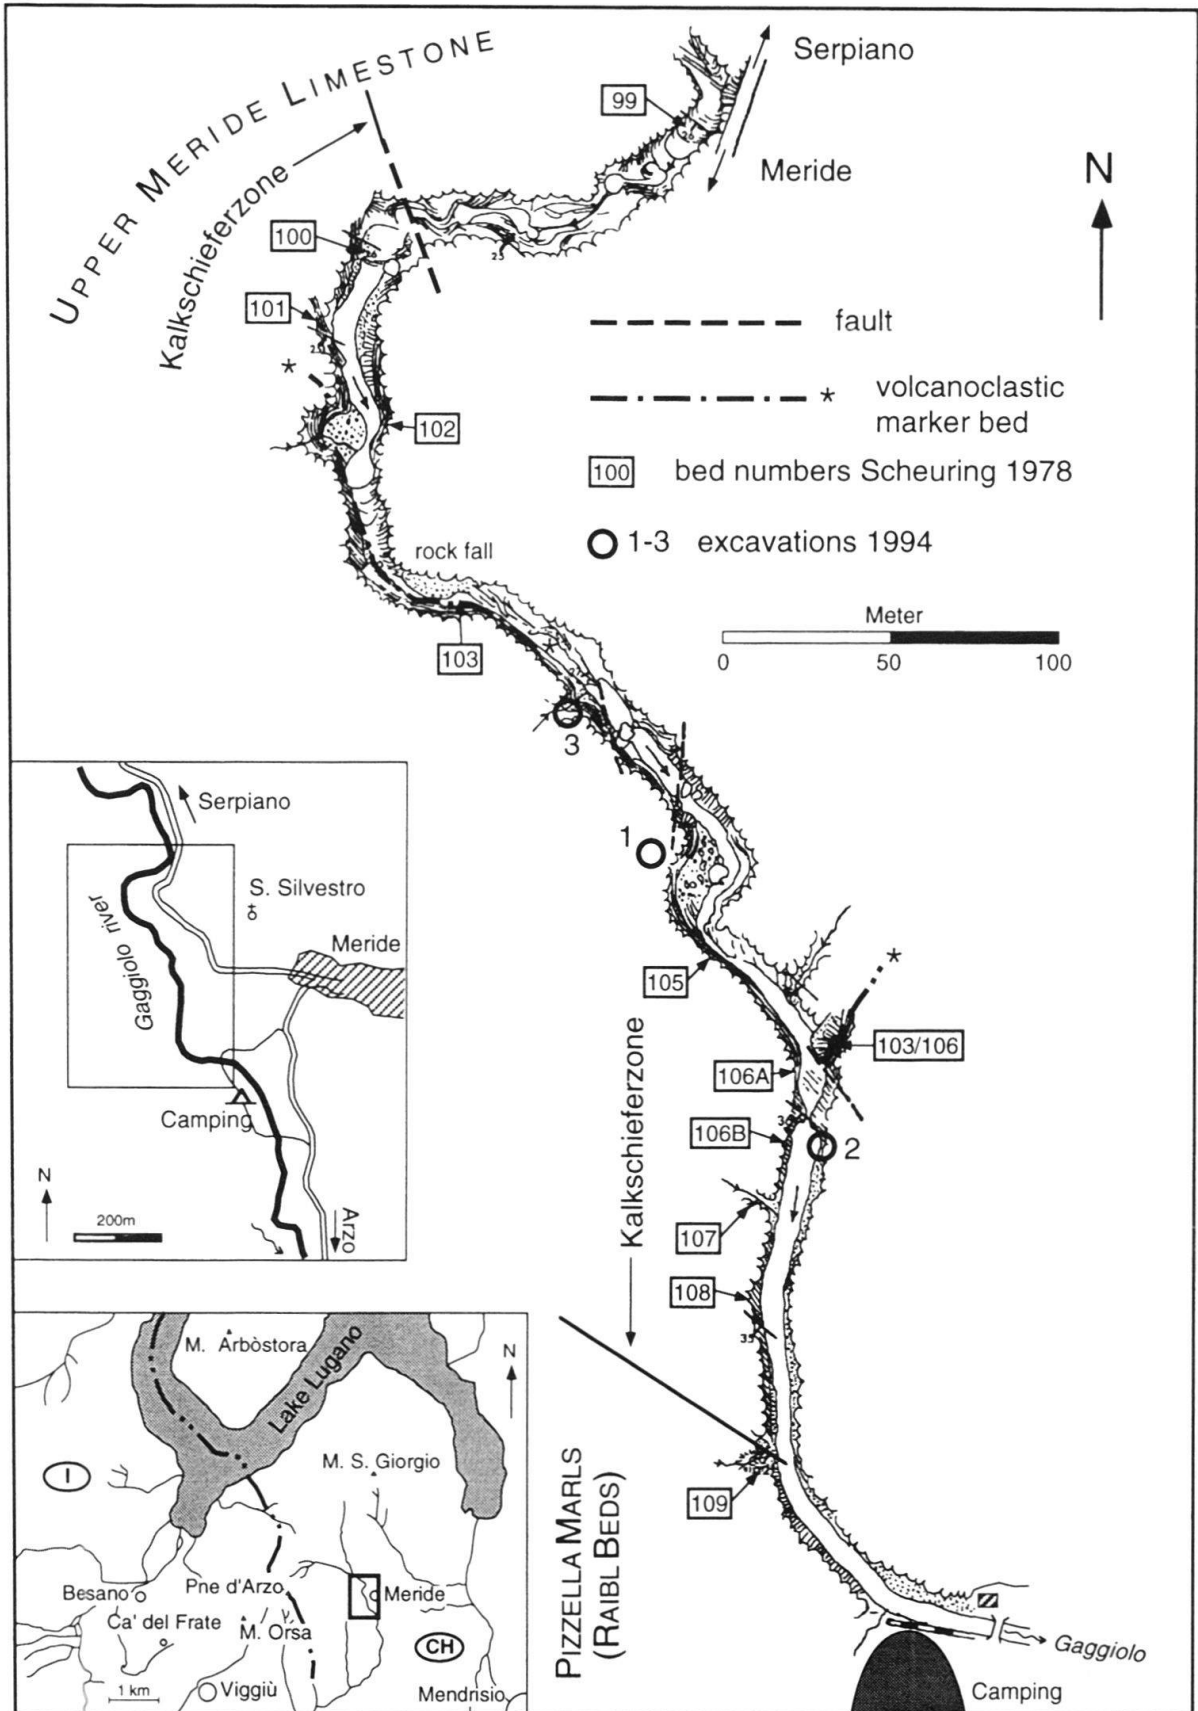 UPPER MERIDE LIMESTONE
Kalkschieferzone
Serpiano
Meride
99
N
100
25
101
25
*
102
fault
* volcanoclastic
marker bed
100 bed numbers Scheuring 1978
1-3 excavations 1994
Meter
0 50 100
rock fall
103
*
3
1
105
*
103/106
106A
106B
2
107
108
35
Kalkschieferzone
109
PIZZELLA MARLS
(RAIBL BEDS)
Gaggiolo
Camping
Serpiano
S. Silvestro
Gaggiolo river
Meride
Camping
N
200m
Arzo
M. Arbòstora
Lake Lugano
N
M. S. Giorgio
I
Besano
Pne d'Arzo
Meride
Ca' del Frate
M. Orsa
CH
1 km
Viggiù
Mendrisio